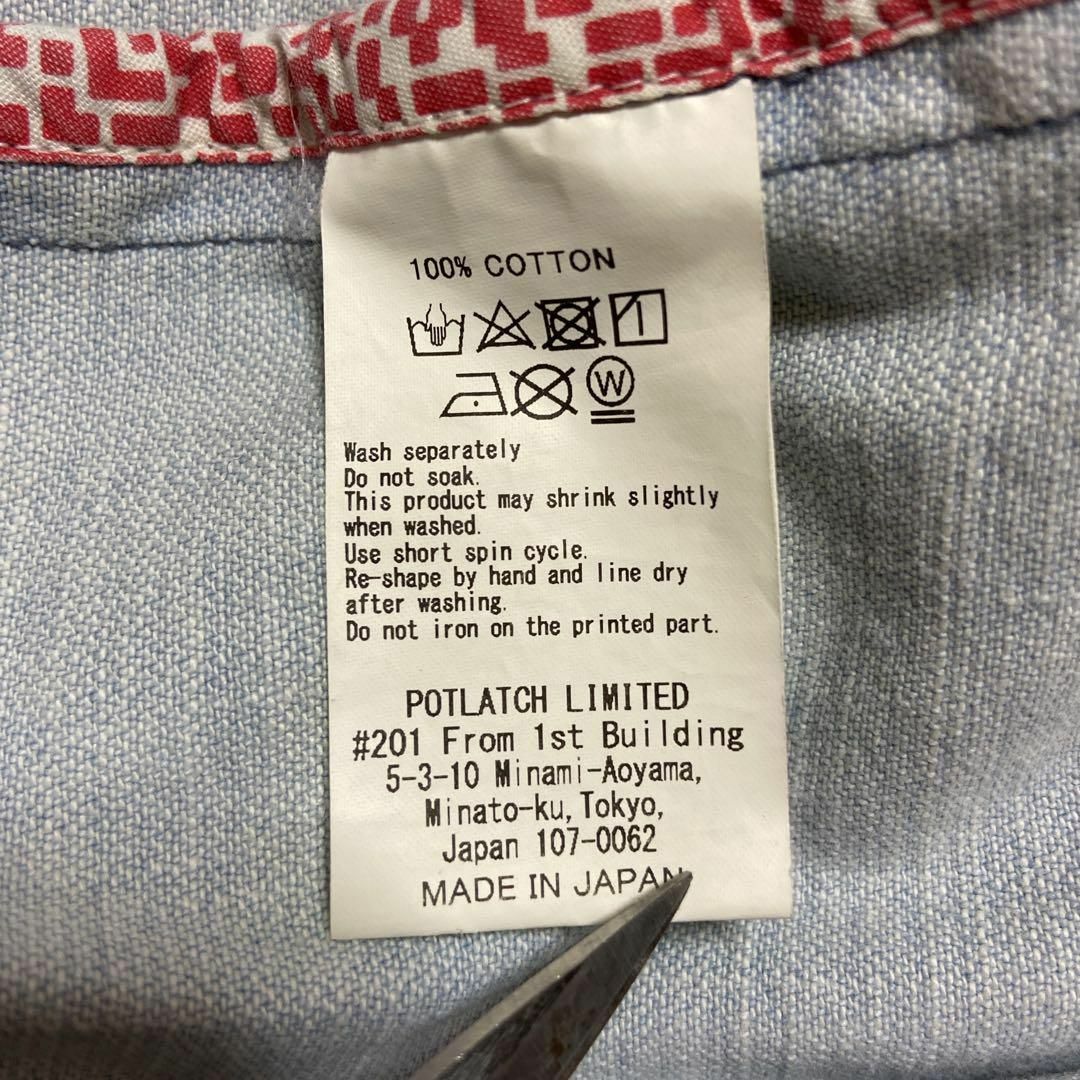 100% COTTON
W
Wash separately
Do not soak.
This product may shrink slightly
when washed.
Use short spin cycle.
Re-shape by hand and line dry
after washing.
Do not iron on the printed part.
POTLATCH LIMITED
#201 From 1st Building
5-3-10 Minami-Aoyama,
Minato-ku, Tokyo,
Japan 107-0062
MADE IN JAPAN